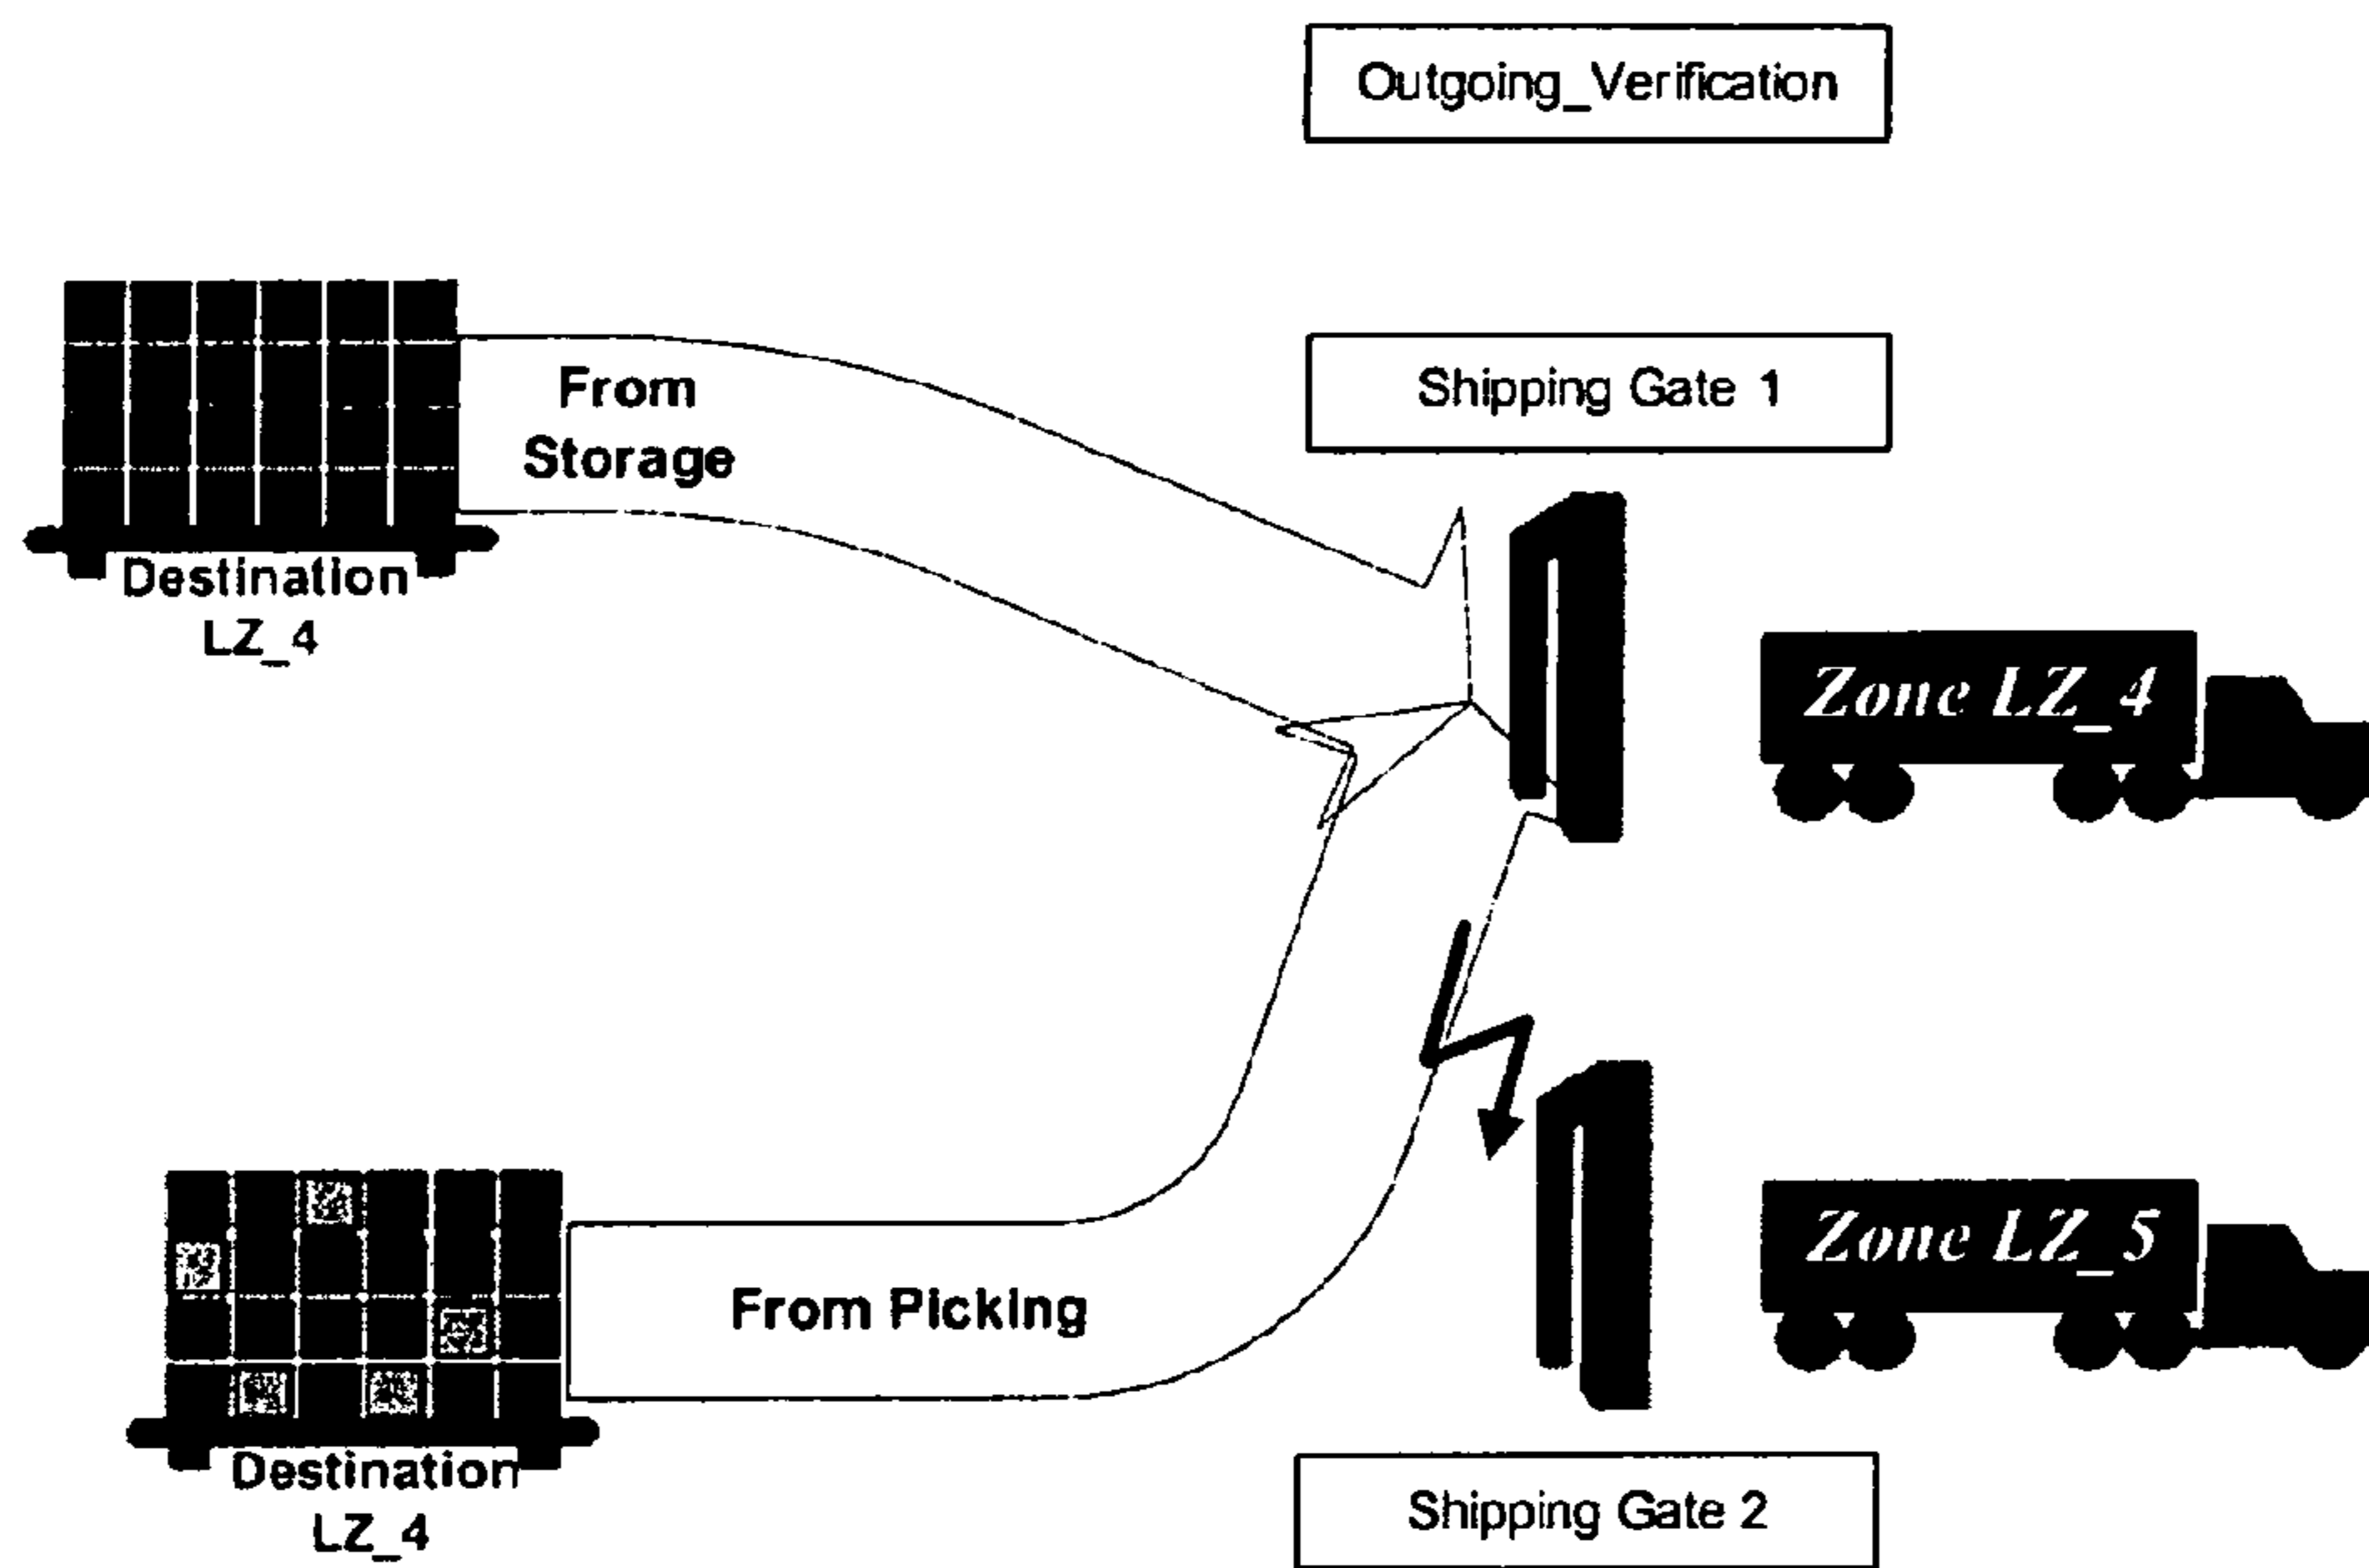 Outgoing_Verification
Shipping Gate 1
From
Storage
Destination
LZ_4
Zone LZ_4
From Picking
Destination
LZ_4
Zone LZ_5
Shipping Gate 2